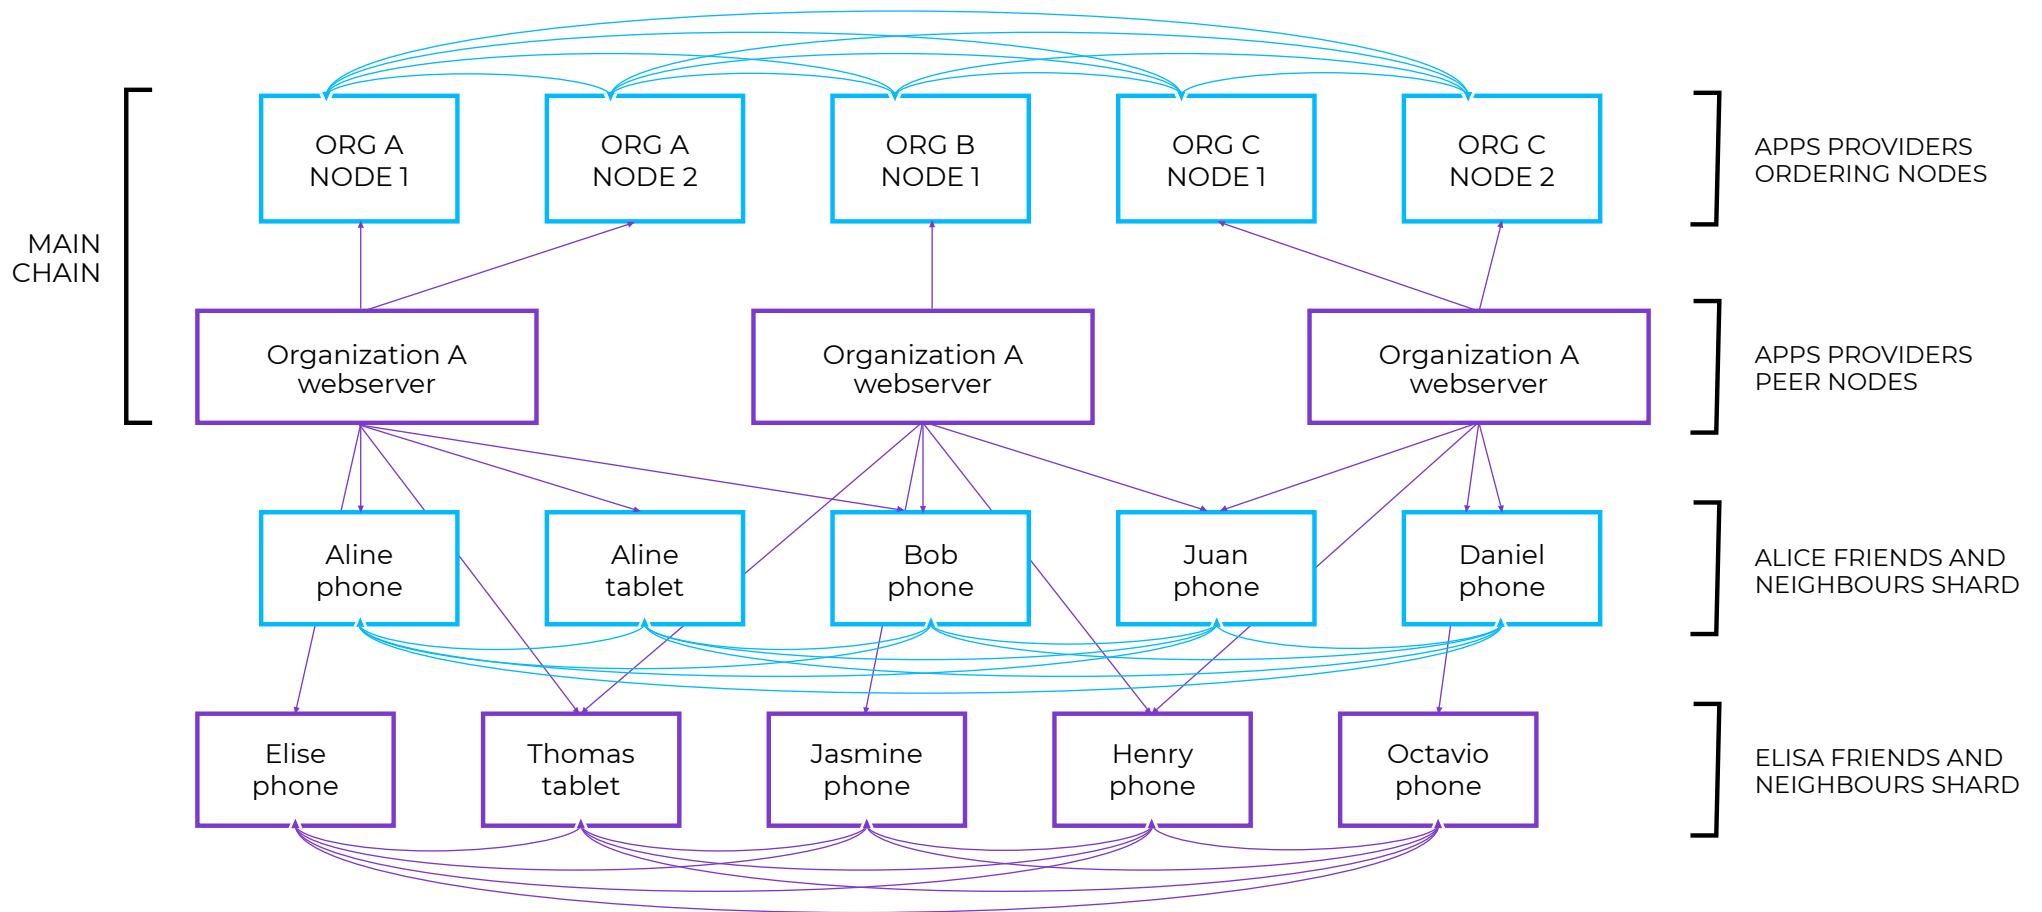 ORG A
NODE 1
ORG A
NODE 2
ORG B
NODE 1
ORG C
NODE 1
ORG C
NODE 2
APPS PROVIDERS
ORDERING NODES
MAIN
CHAIN
Organization A
webserver
Organization A
webserver
Organization A
webserver
APPS PROVIDERS
PEER NODES
Aline
phone
Aline
tablet
Bob
phone
Juan
phone
Daniel
phone
ALICE FRIENDS AND
NEIGHBOURS SHARD
Elise
phone
Thomas
tablet
Jasmine
phone
Henry
phone
Octavio
phone
ELISA FRIENDS AND
NEIGHBOURS SHARD